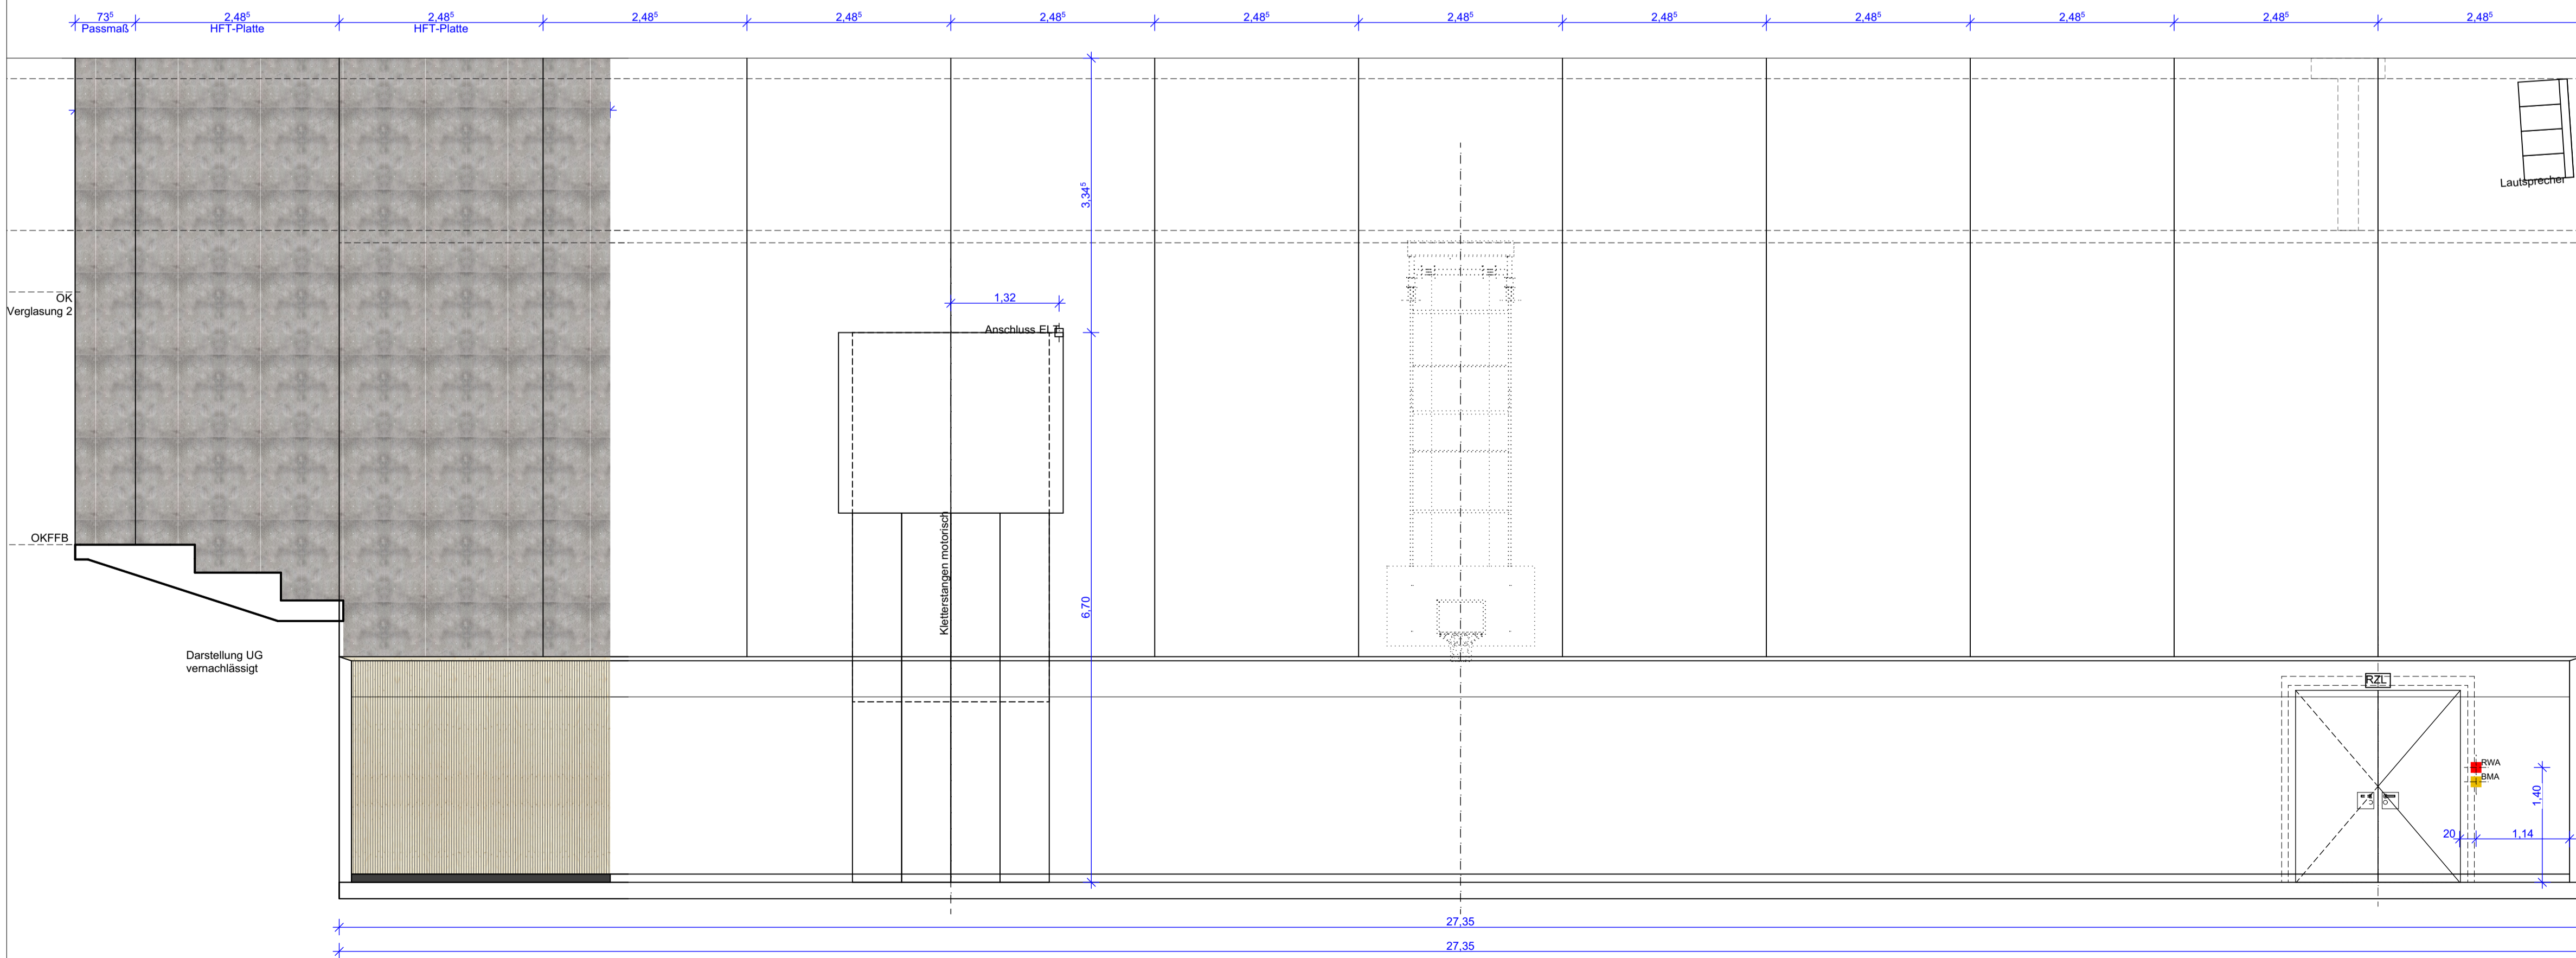 73⁵ 2,48⁵ 2,48⁵ 2,48⁵ 2,48⁵ 2,48⁵ 2,48⁵ 2,48⁵ 2,48⁵ 2,48⁵ 2,48⁵ 2,48⁵ 2,48⁵
Passmaß HFT-Platte HFT-Platte
Lautsprecher
3,34⁵
OK
Verglasung 2
1,32
Anschluss ELT
OKFFB
Kletterstangen motorisch
6,70
Darstellung UG
vernachlässigt
RZL
RWA
BMA
1,40
20 1,14
27,35
27,35